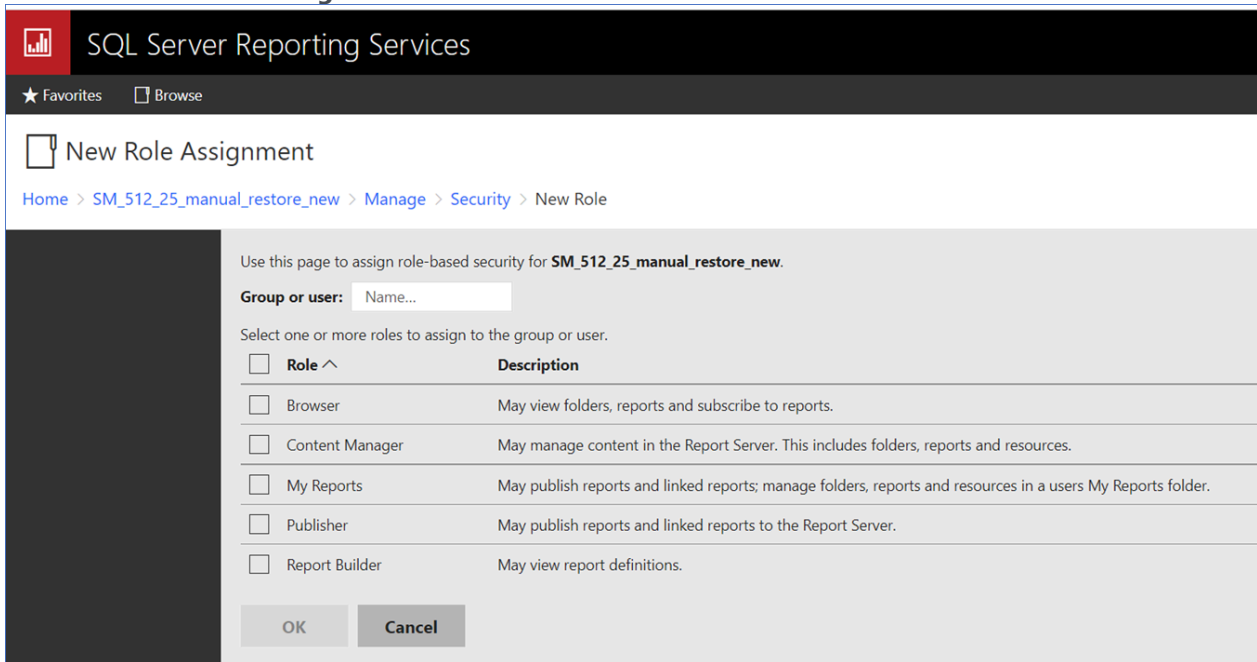 SQL Server Reporting Services
Favorites Browse
New Role Assignment
Home > SM_512_25_manual_restore_new > Manage > Security > New Role
Use this page to assign role-based security for SM_512_25_manual_restore_new.
Group or user: Name...
Select one or more roles to assign to the group or user.
Role Description
Browser May view folders, reports and subscribe to reports.
Content Manager May manage content in the Report Server. This includes folders, reports and resources.
My Reports May publish reports and linked reports; manage folders, reports and resources in a users My Reports folder.
Publisher May publish reports and linked reports to the Report Server.
Report Builder May view report definitions.
OK Cancel